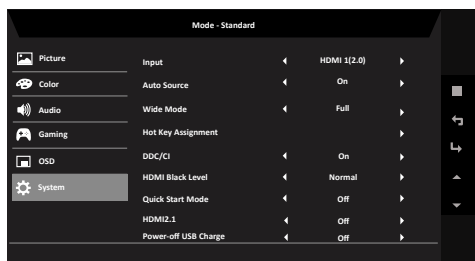 Mode - Standard
Picture
Color
Audio
Gaming
OSD
System
Input HDMI 1(2.0)
Auto Source On
Wide Mode Full
Hot Key Assignment
DDC/CI On
HDMI Black Level Normal
Quick Start Mode Off
HDMI2.1 Off
Power-off USB Charge Off